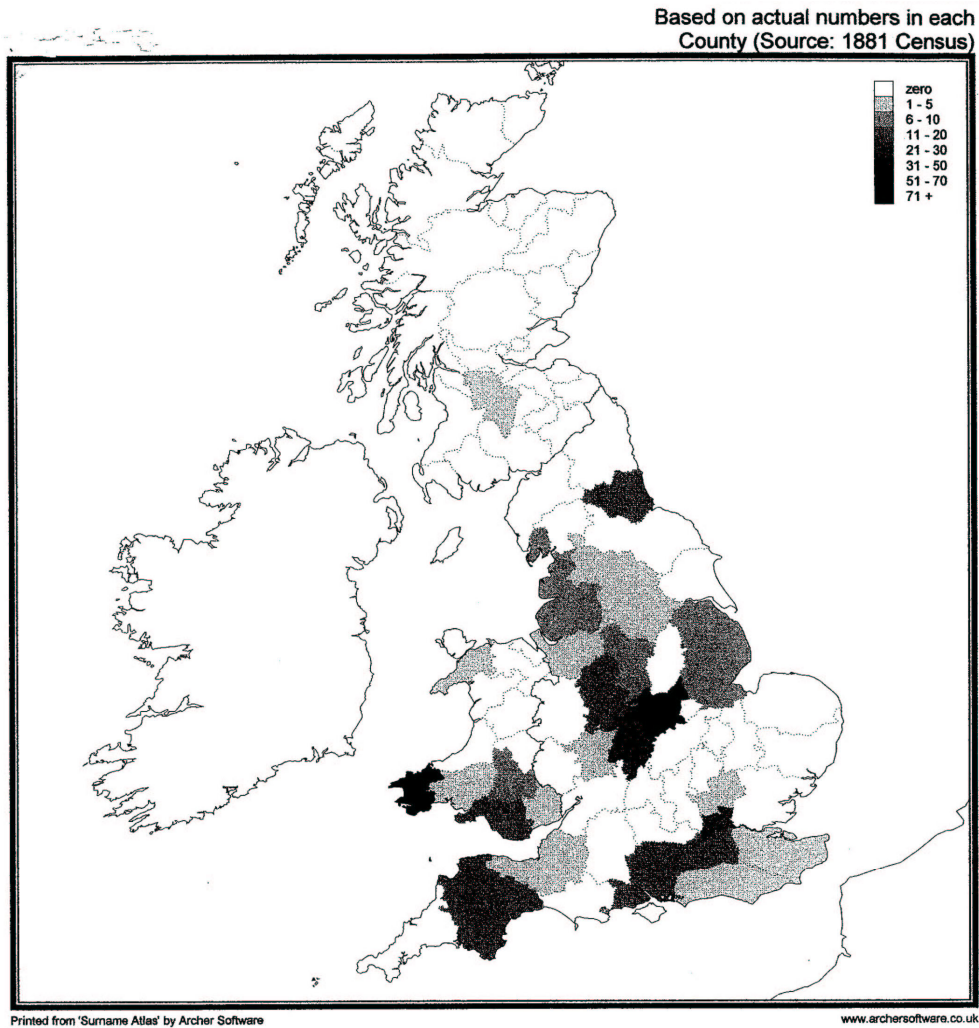 Based on actual numbers in each
County (Source: 1881 Census)
zero
1 - 5
6 - 10
11 - 20
21 - 30
31 - 50
51 - 70
71 +
Printed from 'Surname Atlas' by Archer Software
www.archersoftware.co.uk